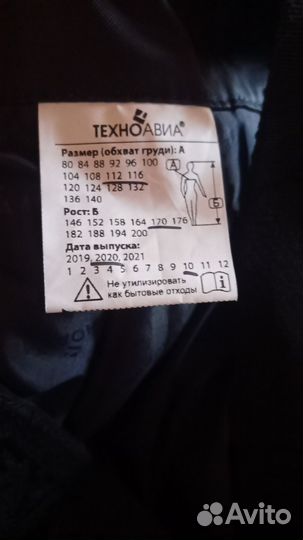 ТЕХНОАВИА®
Размер (обхват груди): А
80 84 88 92 96 100
104 108 112 116
120 124 128 132
136 140
А
Б
Рост: Б
146 152 158 164 170 176
182 188 194 200
Дата выпуска:
2019, 2020, 2021
1 2 3 4 5 6 7 8 9 10 11 12
Не утилизировать
как бытовые отходы
Avito